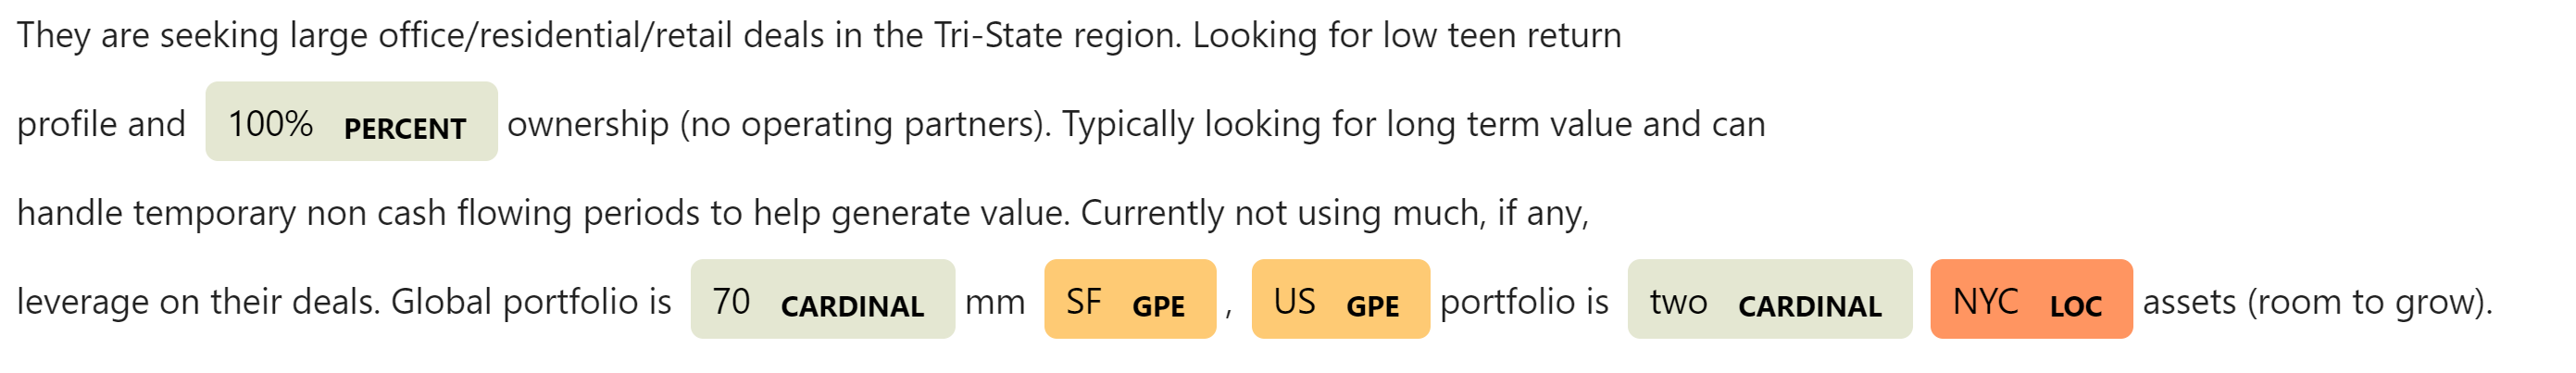 They are seeking large office/residential/retail deals in the Tri-State region. Looking for low teen return
profile and 100% PERCENT ownership (no operating partners). Typically looking for long term value and can
handle temporary non cash flowing periods to help generate value. Currently not using much, if any,
leverage on their deals. Global portfolio is 70 CARDINAL mm SF GPE , US GPE portfolio is two CARDINAL NYC LOC assets (room to grow).